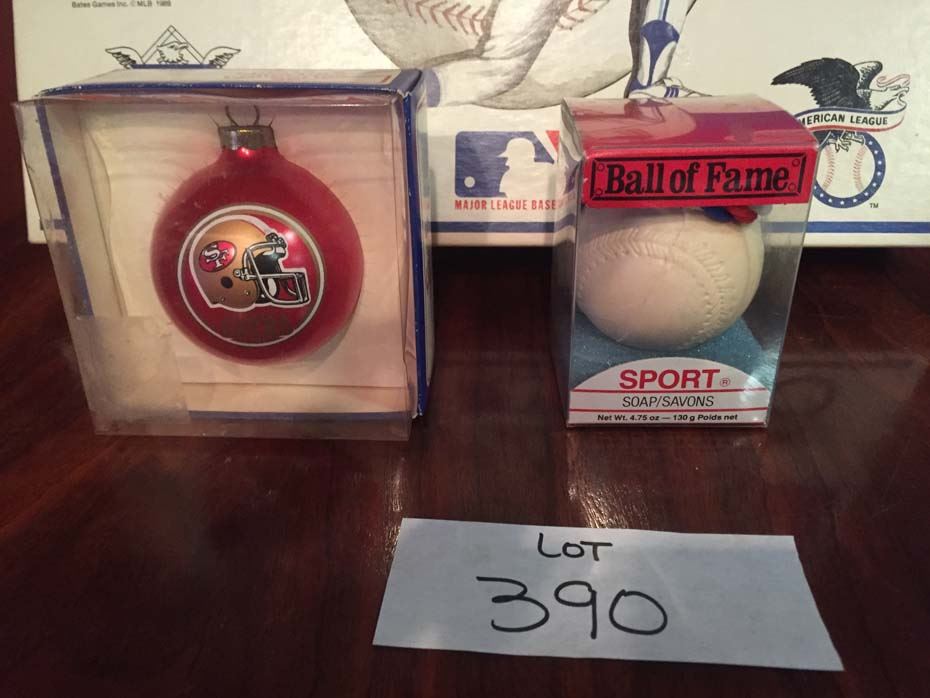 Bates Games Inc. © MLB 1989
AMERICAN LEAGUE
TM
MAJOR LEAGUE BASE
SF
Ball of Fame
SPORT®
SOAP/SAVONS
Net Wt. 4.75 oz — 130 g Poids net
LOT
390